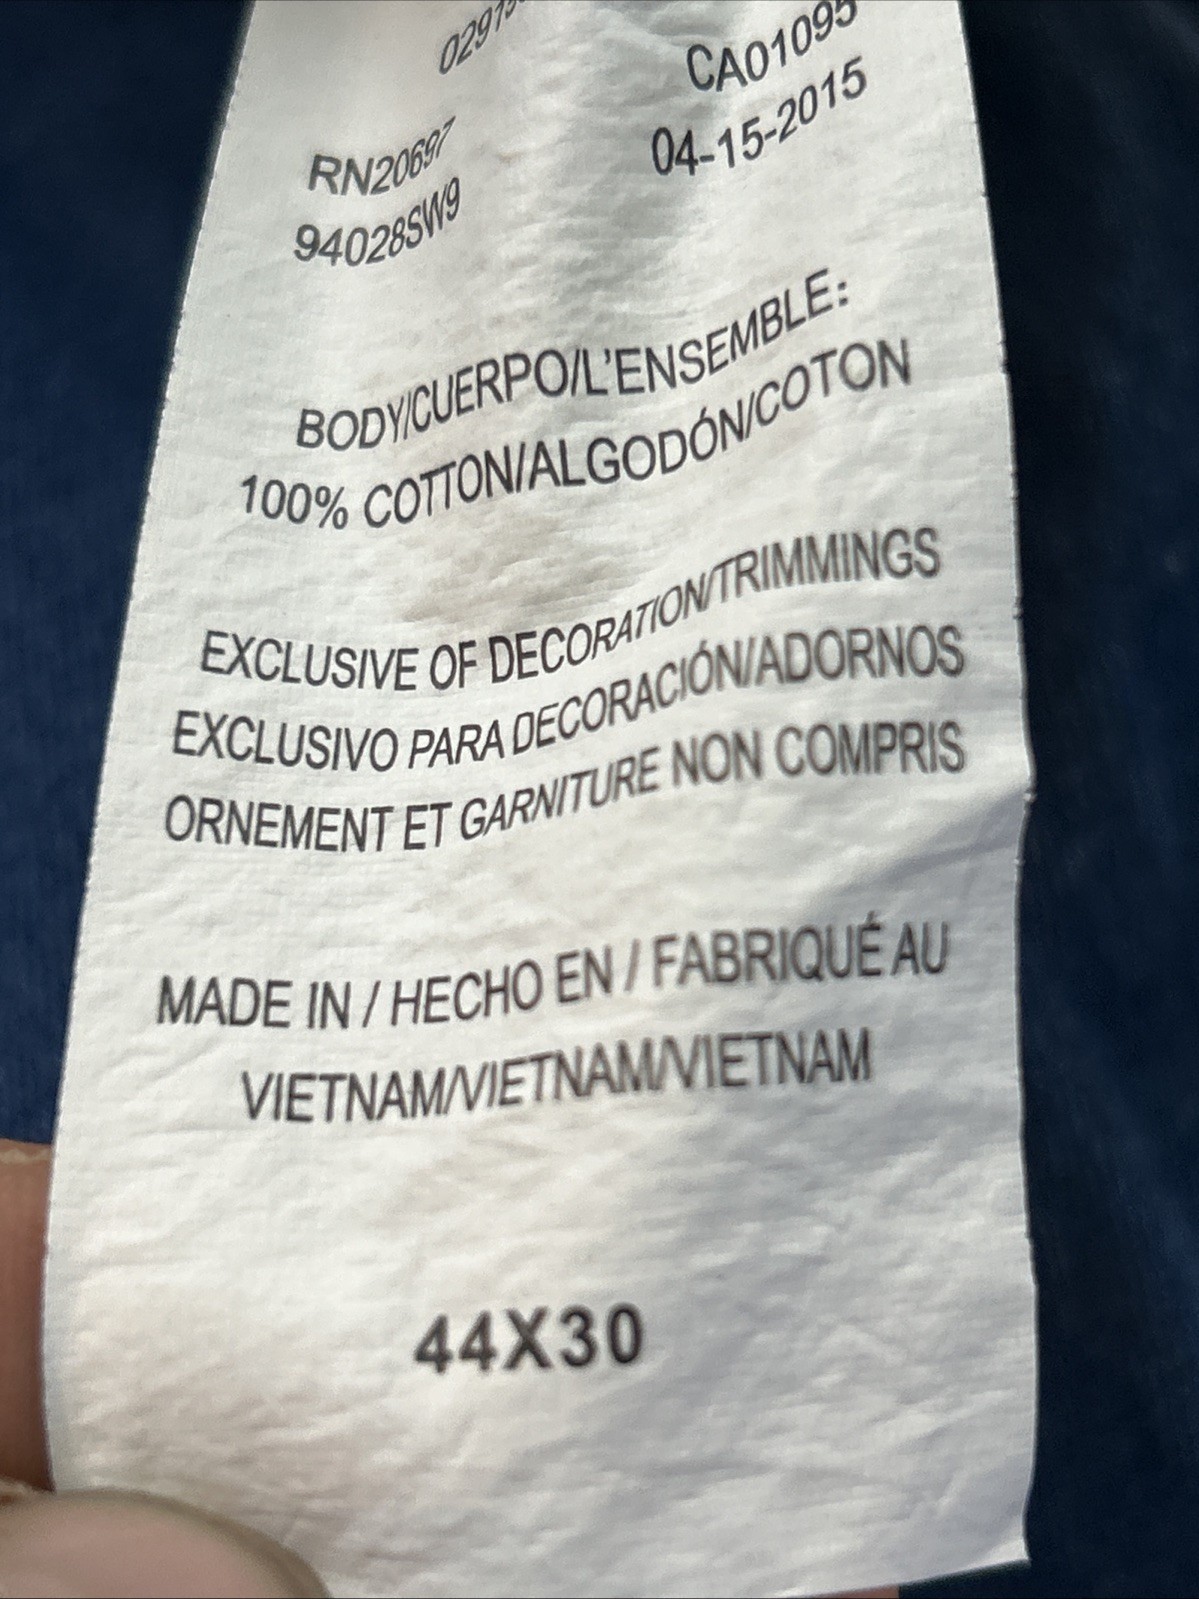 CA01095
04-15-2015
RN20697
94028SW9
BODY/CUERPO/L'ENSEMBLE:
100% COTTON/ALGODÓN/COTON
EXCLUSIVE OF DECORATION/TRIMMINGS
EXCLUSIVO PARA DECORACIÓN/ADORNOS
ORNEMENT ET GARNITURE NON COMPRIS
MADE IN / HECHO EN / FABRIQUÉ AU
VIETNAM/VIETNAM/VIETNAM
44X30